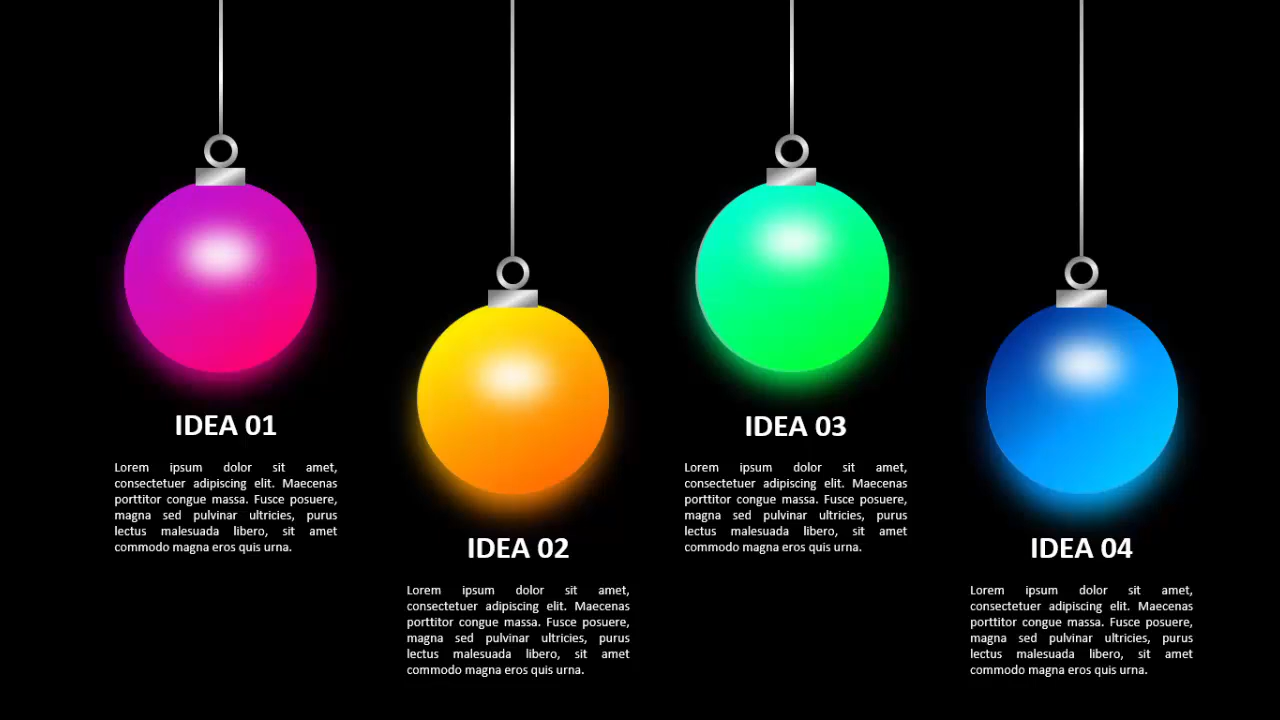 IDEA 01
Lorem ipsum dolor sit amet,
consectetuer adipiscing elit. Maecenas
porttitor congue massa. Fusce posuere,
magna sed pulvinar ultricies, purus
lectus malesuada libero, sit amet
commodo magna eros quis urna.
IDEA 02
Lorem ipsum dolor sit amet,
consectetuer adipiscing elit. Maecenas
porttitor congue massa. Fusce posuere,
magna sed pulvinar ultricies, purus
lectus malesuada libero, sit amet
commodo magna eros quis urna.
IDEA 03
Lorem ipsum dolor sit amet,
consectetuer adipiscing elit. Maecenas
porttitor congue massa. Fusce posuere,
magna sed pulvinar ultricies, purus
lectus malesuada libero, sit amet
commodo magna eros quis urna.
IDEA 04
Lorem ipsum dolor sit amet,
consectetuer adipiscing elit. Maecenas
porttitor congue massa. Fusce posuere,
magna sed pulvinar ultricies, purus
lectus malesuada libero, sit amet
commodo magna eros quis urna.